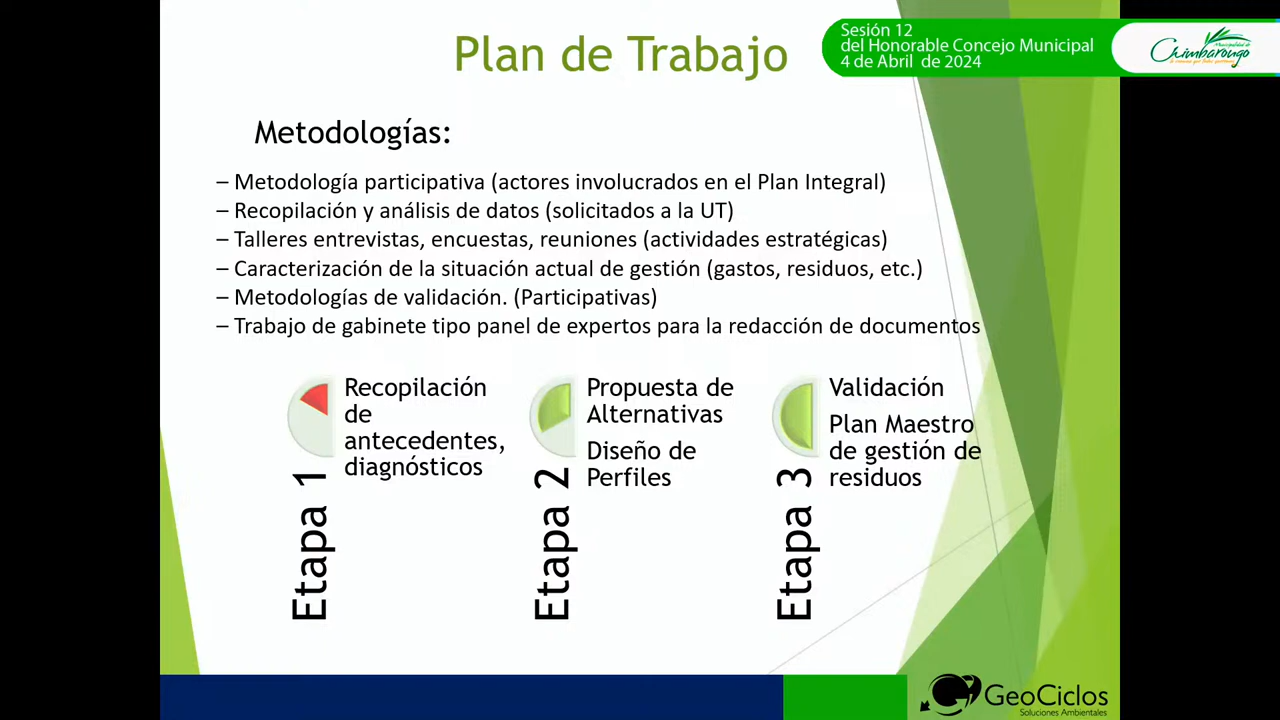 Plan de Trabajo
Sesión 12
del Honorable Concejo Municipal
4 de Abril de 2024
Municipalidad de
Chimbarongo
Metodologías:
– Metodología participativa (actores involucrados en el Plan Integral)
– Recopilación y análisis de datos (solicitados a la UT)
– Talleres entrevistas, encuestas, reuniones (actividades estratégicas)
– Caracterización de la situación actual de gestión (gastos, residuos, etc.)
– Metodologías de validación. (Participativas)
– Trabajo de gabinete tipo panel de expertos para la redacción de documentos
Etapa 1
Recopilación
de
antecedentes,
diagnósticos
Etapa 2
Propuesta de
Alternativas
Diseño de
Perfiles
Etapa 3
Validación
Plan Maestro
de gestión de
residuos
GeoCiclos
Soluciones Ambientales